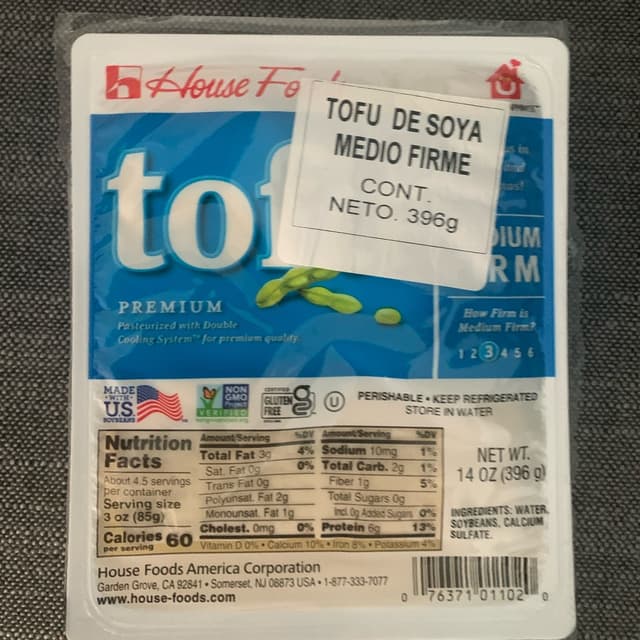 House
TOFU DE SOYA
MEDIO FIRME
CONT.
NETO. 396g
PREMIUM
Pasteurized with Double
Cooling System™ for premium quality.
How Firm is
Medium Firm?
1 2 3 4 5 6
MADE
WITH
U.S.
SOYBEANS
NON
GMO
Project
VERIFIED
CERTIFIED
GLUTEN
FREE
U
PERISHABLE • KEEP REFRIGERATED
STORE IN WATER
Nutrition
Facts
About 4.5 servings
per container
Serving size
3 oz (85g)
Calories 60
per serving
Amount/Serving %DV
Total Fat 3g 4%
Sat. Fat 0g 0%
Trans Fat 0g
Polyunsat. Fat 2g
Monounsat. Fat 1g
Cholest. 0mg 0%
Amount/Serving %DV
Sodium 10mg 1%
Total Carb. 2g 1%
Fiber 1g 5%
Total Sugars 0g
Incl. 0g Added Sugars 0%
Protein 6g 13%
Vitamin D 0% • Calcium 10% • Iron 8% • Potassium 4%
NET WT.
14 OZ (396 g)
INGREDIENTS: WATER,
SOYBEANS, CALCIUM
SULFATE.
House Foods America Corporation
Garden Grove, CA 92841 • Somerset, NJ 08873 USA • 1-877-333-7077
www.house-foods.com
0 76371 01102 0